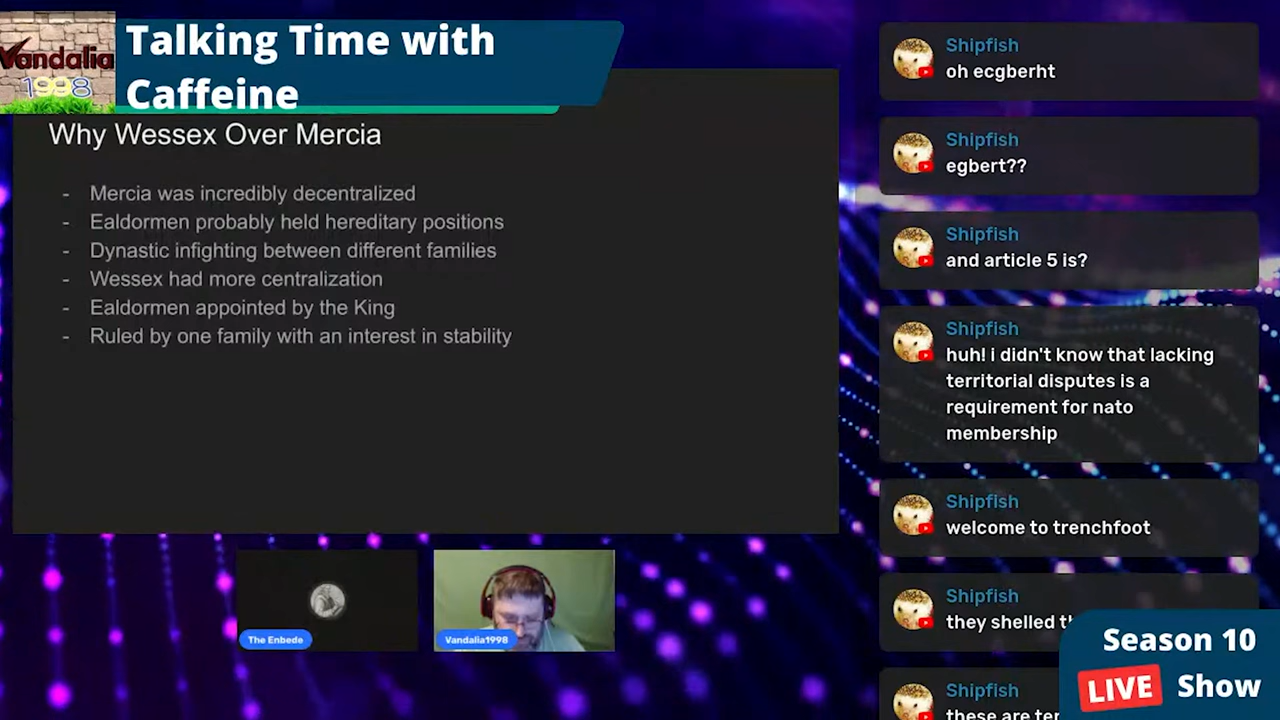 Vandalia
1998
Talking Time with
Caffeine
Why Wessex Over Mercia
- Mercia was incredibly decentralized
- Ealdormen probably held hereditary positions
- Dynastic infighting between different families
- Wessex had more centralization
- Ealdormen appointed by the King
- Ruled by one family with an interest in stability
The Enbede
Vandalia1998
Shipfish
oh ecgberht
Shipfish
egbert??
Shipfish
and article 5 is?
Shipfish
huh! i didn't know that lacking
territorial disputes is a
requirement for nato
membership
Shipfish
welcome to trenchfoot
Shipfish
they shelled
Shipfish
these are
Season 10
LIVE Show